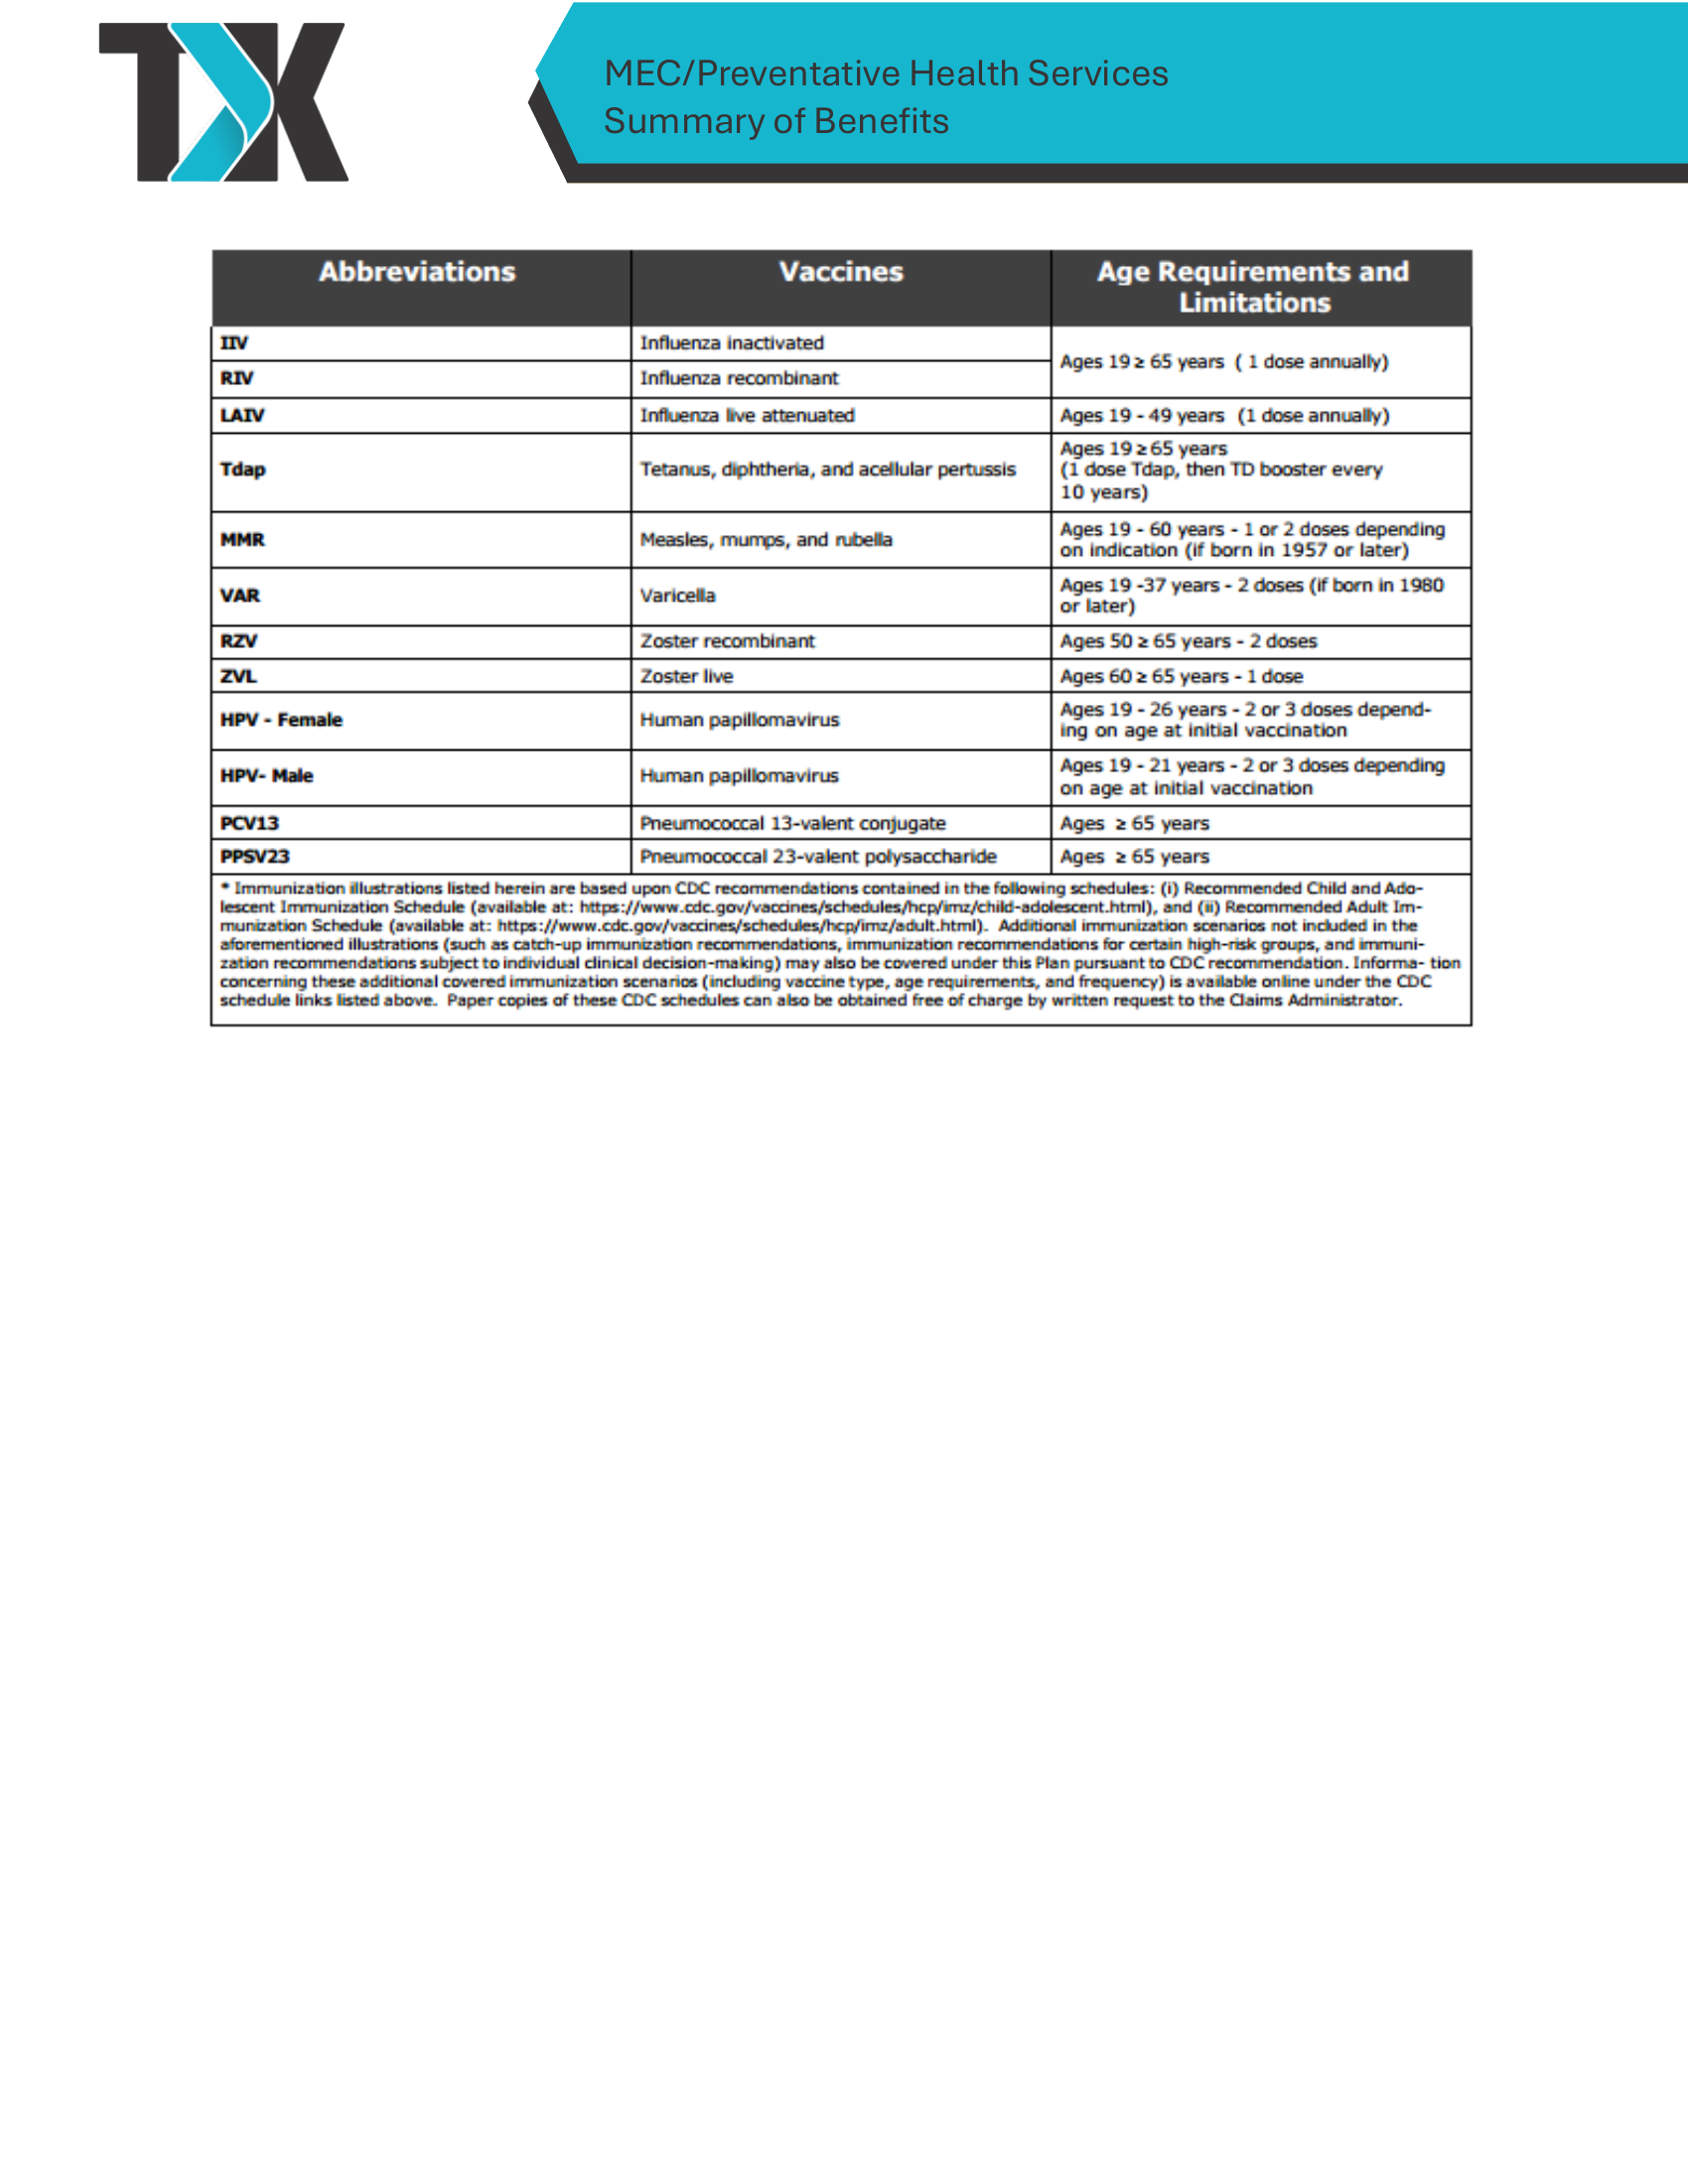 TXK
MEC/Preventative Health Services
Summary of Benefits
Abbreviations
Vaccines
Age Requirements and
Limitations
IIV
Influenza inactivated
Ages 19 ≥ 65 years  ( 1 dose annually)
RIV
Influenza recombinant
LAIV
Influenza live attenuated
Ages 19 - 49 years  (1 dose annually)
Tdap
Tetanus, diphtheria, and acellular pertussis
Ages 19 ≥ 65 years
(1 dose Tdap, then TD booster every
10 years)
MMR
Measles, mumps, and rubella
Ages 19 - 60 years - 1 or 2 doses depending
on indication (if born in 1957 or later)
VAR
Varicella
Ages 19 -37 years - 2 doses (if born in 1980
or later)
RZV
Zoster recombinant
Ages 50 ≥ 65 years - 2 doses
ZVL
Zoster live
Ages 60 ≥ 65 years - 1 dose
HPV - Female
Human papillomavirus
Ages 19 - 26 years - 2 or 3 doses depend-
ing on age at initial vaccination
HPV- Male
Human papillomavirus
Ages 19 - 21 years - 2 or 3 doses depending
on age at initial vaccination
PCV13
Pneumococcal 13-valent conjugate
Ages  ≥ 65 years
PPSV23
Pneumococcal 23-valent polysaccharide
Ages  ≥ 65 years
* Immunization illustrations listed herein are based upon CDC recommendations contained in the following schedules: (i) Recommended Child and Ado-
lescent Immunization Schedule (available at: https://www.cdc.gov/vaccines/schedules/hcp/imz/child-adolescent.html), and (ii) Recommended Adult Im-
munization Schedule (available at: https://www.cdc.gov/vaccines/schedules/hcp/imz/adult.html).  Additional immunization scenarios not included in the
aforementioned illustrations (such as catch-up immunization recommendations, immunization recommendations for certain high-risk groups, and immuni-
zation recommendations subject to individual clinical decision-making) may also be covered under this Plan pursuant to CDC recommendation. Informa- tion
concerning these additional covered immunization scenarios (including vaccine type, age requirements, and frequency) is available online under the CDC
schedule links listed above.  Paper copies of these CDC schedules can also be obtained free of charge by written request to the Claims Administrator.